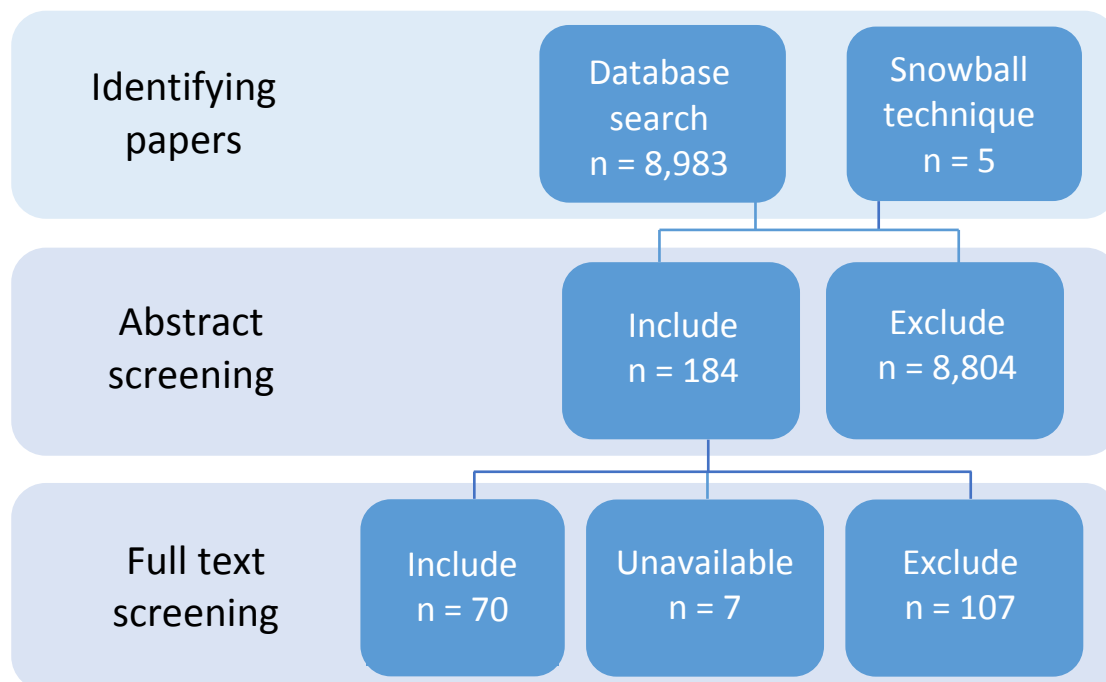 Identifying
papers
Database
search
n = 8,983
Snowball
technique
n = 5
Abstract
screening
Include
n = 184
Exclude
n = 8,804
Full text
screening
Include
n = 70
Unavailable
n = 7
Exclude
n = 107